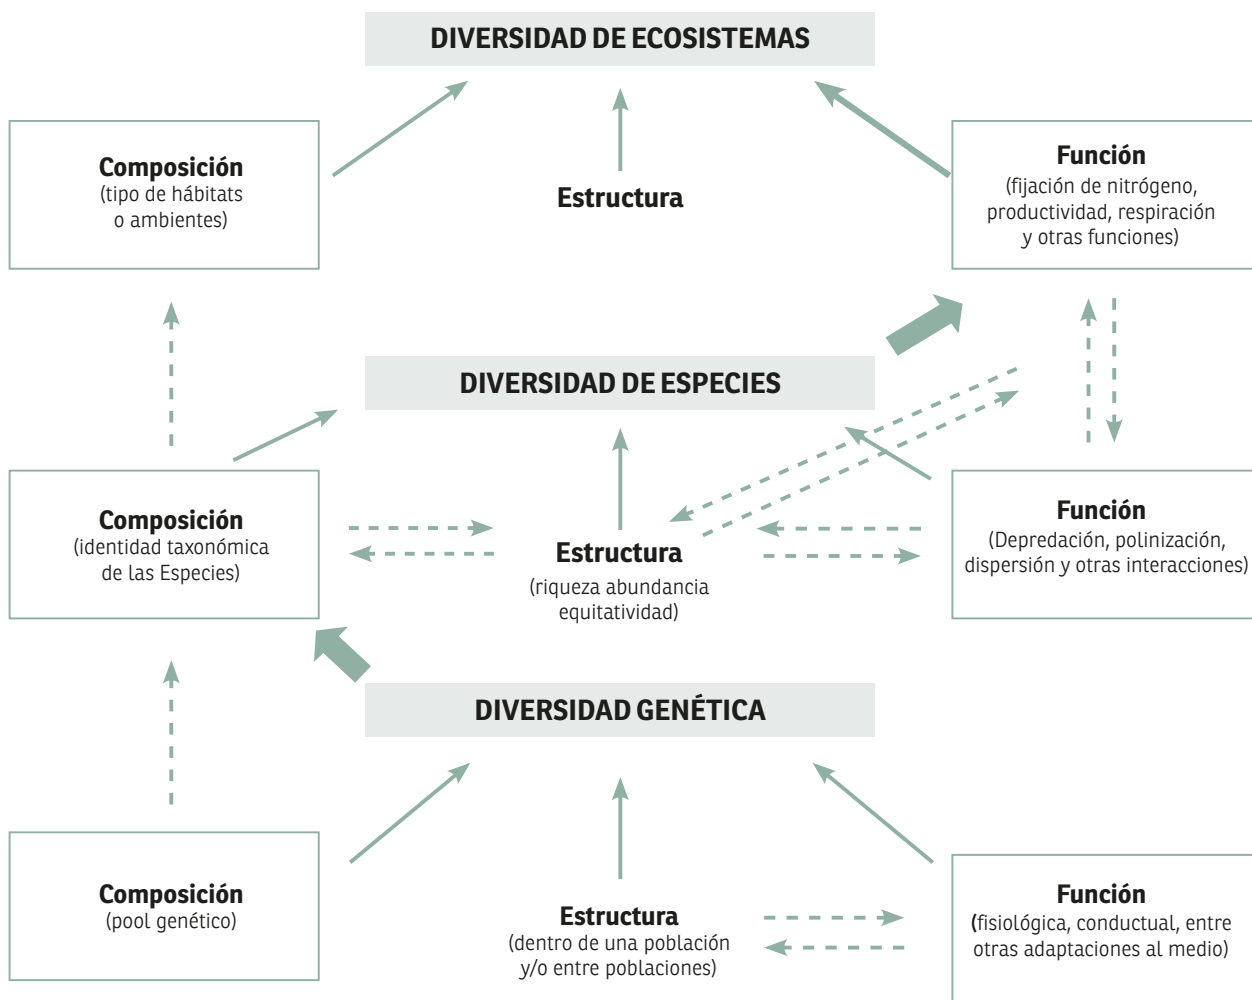 DIVERSIDAD DE ECOSISTEMAS
Composición
(tipo de hábitats
o ambientes)
Estructura
Función
(fijación de nitrógeno,
productividad, respiración
y otras funciones)
DIVERSIDAD DE ESPECIES
Composición
(identidad taxonómica
de las Especies)
Estructura
(riqueza abundancia
equitatividad)
Función
(Depredación, polinización,
dispersión y otras interacciones)
DIVERSIDAD GENÉTICA
Composición
(pool genético)
Estructura
(dentro de una población
y/o entre poblaciones)
Función
(fisiológica, conductual, entre
otras adaptaciones al medio)